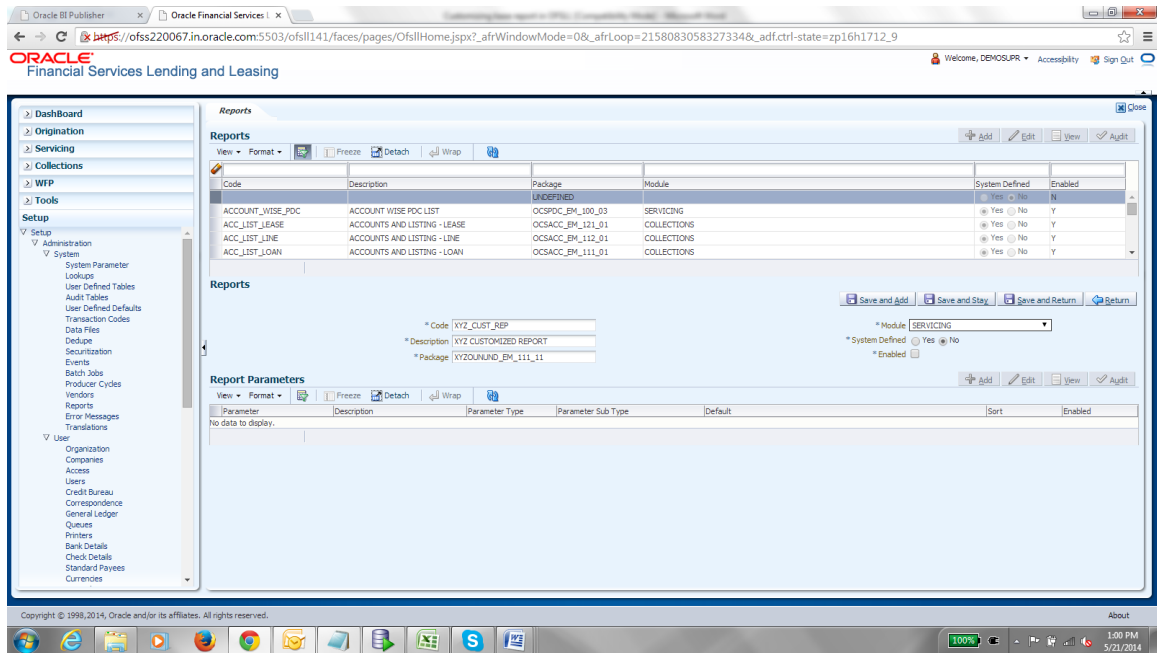 Oracle BI Publisher
Oracle Financial Services L
Customizing base report in OFSLL [Compatibility Mode] - Microsoft Word
https://ofss220067.in.oracle.com:5503/ofsll141/faces/pages/OfsllHome.jspx?_afrWindowMode=0&_afrLoop=2158083058327334&_adf.ctrl-state=zp16h1712_9
ORACLE
Financial Services Lending and Leasing
Welcome, DEMOSUPR Accessibility Sign Out
DashBoard
Origination
Servicing
Collections
WFP
Tools
Setup
Setup
Administration
System
System Parameter
Lookups
User Defined Tables
Audit Tables
User Defined Defaults
Transaction Codes
Data Files
Dedupe
Securitization
Events
Batch Jobs
Producer Cycles
Vendors
Reports
Error Messages
Translations
User
Organization
Companies
Access
Users
Credit Bureau
Correspondence
General Ledger
Queues
Printers
Bank Details
Check Details
Standard Payees
Currencies
Reports
Close
Reports
Add Edit View Audit
View Format Freeze Detach Wrap
Code Description Package Module System Defined Enabled
UNDEFINED Yes No N
ACCOUNT_WISE_PDC ACCOUNT WISE PDC LIST OCSPDC_EM_100_03 SERVICING Yes No Y
ACC_LIST_LEASE ACCOUNTS AND LISTING - LEASE OCSACC_EM_121_01 COLLECTIONS Yes No Y
ACC_LIST_LINE ACCOUNTS AND LISTING - LINE OCSACC_EM_112_01 COLLECTIONS Yes No Y
ACC_LIST_LOAN ACCOUNTS AND LISTING - LOAN OCSACC_EM_111_01 COLLECTIONS Yes No Y
Reports
Save and Add Save and Stay Save and Return Return
* Code XYZ_CUST_REP * Module SERVICING
* Description XYZ CUSTOMIZED REPORT * System Defined Yes No
* Package XYZOUNUND_EM_111_11 * Enabled
Report Parameters
Add Edit View Audit
View Format Freeze Detach Wrap
Parameter Description Parameter Type Parameter Sub Type Default Sort Enabled
No data to display.
Copyright © 1998,2014, Oracle and/or its affiliates. All rights reserved.
About
100%
1:00 PM
5/21/2014